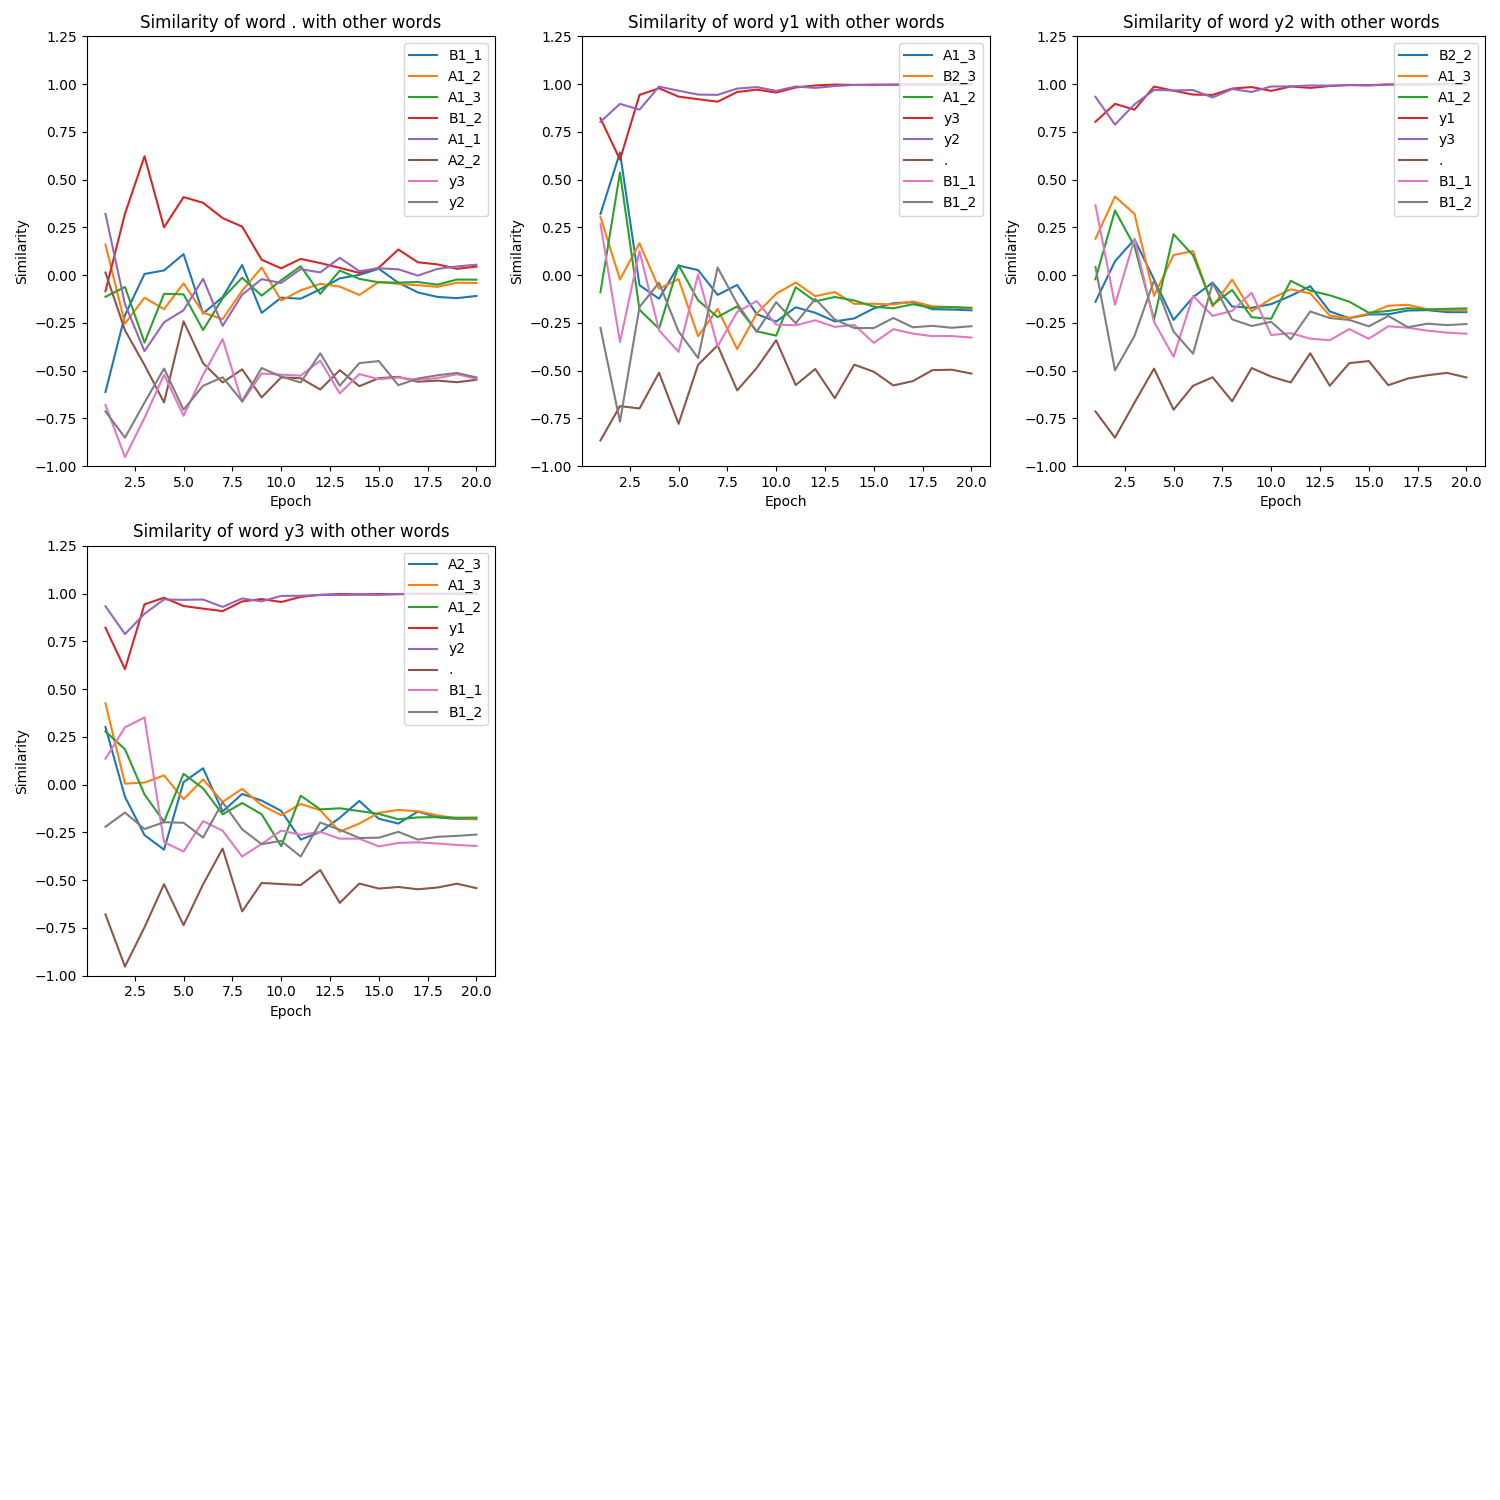 Similarity of word . with other words
Similarity
1.25
1.00
0.75
0.50
0.25
0.00
−0.25
−0.50
−0.75
−1.00
2.5 5.0 7.5 10.0 12.5 15.0 17.5 20.0
Epoch
B1_1
A1_2
A1_3
B1_2
A1_1
A2_2
y3
y2
Similarity of word y1 with other words
Similarity
1.25
1.00
0.75
0.50
0.25
0.00
−0.25
−0.50
−0.75
−1.00
2.5 5.0 7.5 10.0 12.5 15.0 17.5 20.0
Epoch
A1_3
B2_3
A1_2
y3
y2
.
B1_1
B1_2
Similarity of word y2 with other words
Similarity
1.25
1.00
0.75
0.50
0.25
0.00
−0.25
−0.50
−0.75
−1.00
2.5 5.0 7.5 10.0 12.5 15.0 17.5 20.0
Epoch
B2_2
A1_3
A1_2
y1
y3
.
B1_1
B1_2
Similarity of word y3 with other words
Similarity
1.25
1.00
0.75
0.50
0.25
0.00
−0.25
−0.50
−0.75
−1.00
2.5 5.0 7.5 10.0 12.5 15.0 17.5 20.0
Epoch
A2_3
A1_3
A1_2
y1
y2
.
B1_1
B1_2